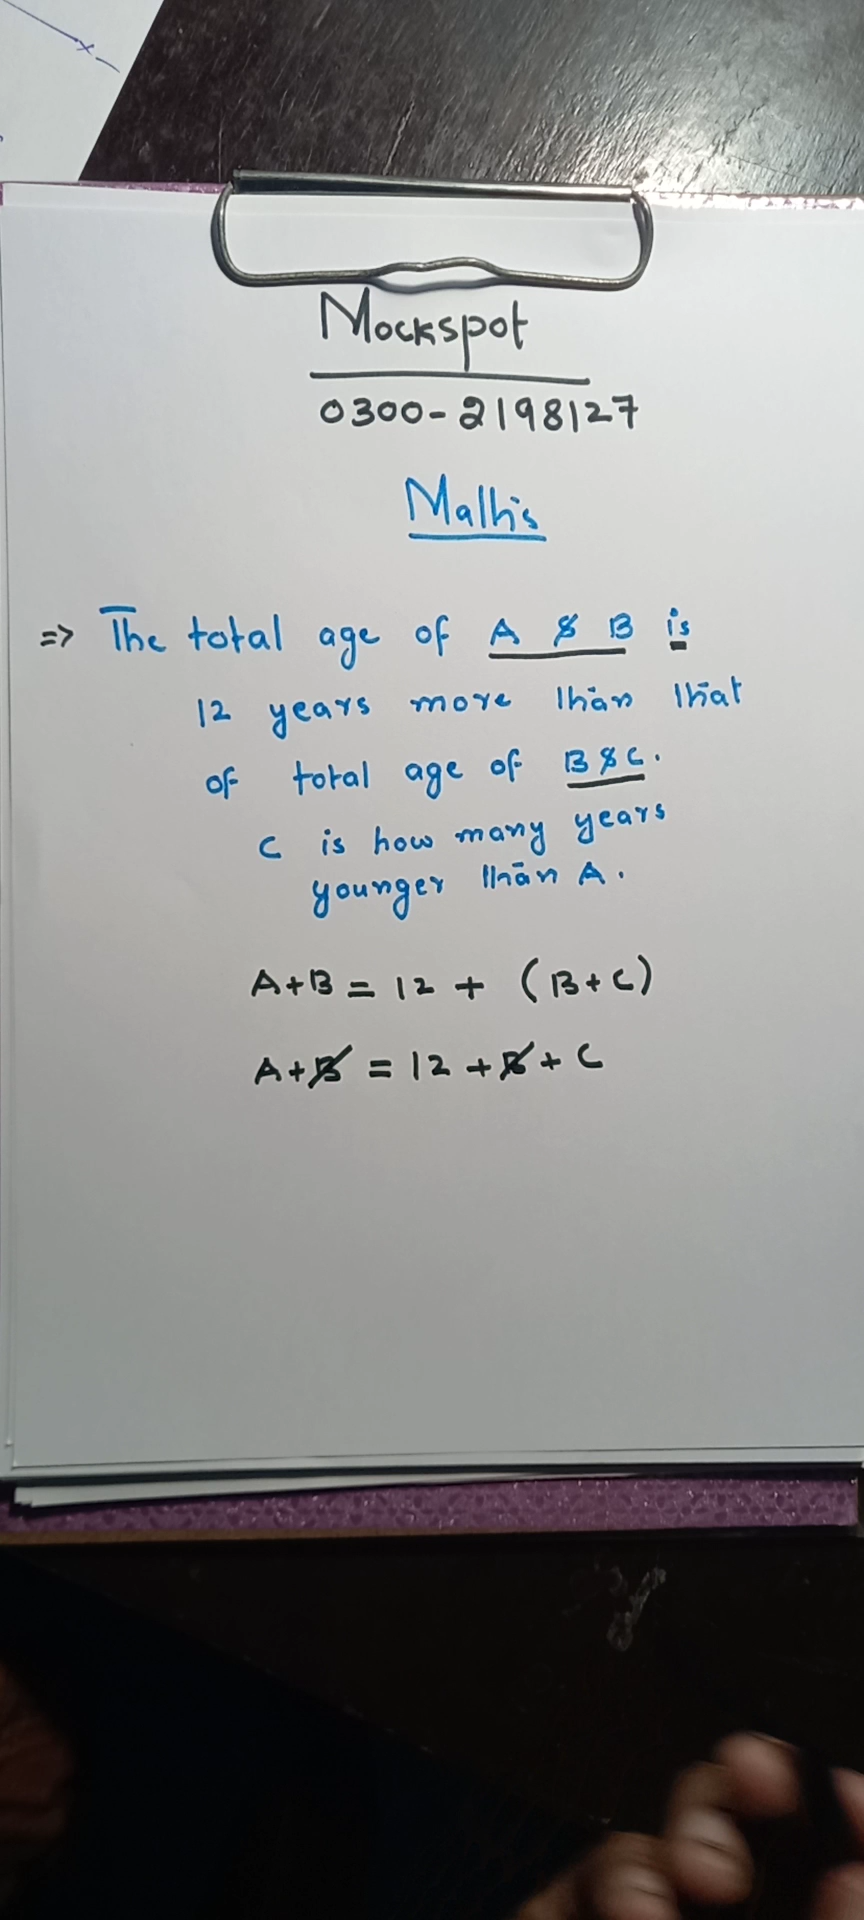 Mockspot
0300-2198127
Maths
=> The total age of A & B is
12 years more than that
of total age of B & C.
C is how many years
younger than A.
A+B = 12 + (B+C)
A+B = 12 + B + C